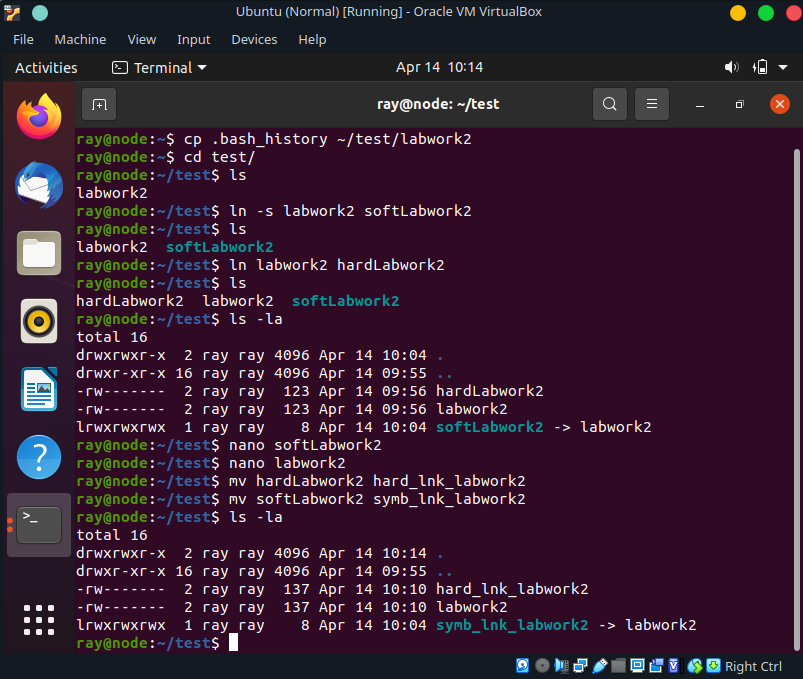 Ubuntu (Normal) [Running] - Oracle VM VirtualBox
File Machine View Input Devices Help
Activities Terminal Apr 14 10:14
ray@node: ~/test
ray@node:~$ cp .bash_history ~/test/labwork2
ray@node:~$ cd test/
ray@node:~/test$ ls
labwork2
ray@node:~/test$ ln -s labwork2 softLabwork2
ray@node:~/test$ ls
labwork2  softLabwork2
ray@node:~/test$ ln labwork2 hardLabwork2
ray@node:~/test$ ls
hardLabwork2  labwork2  softLabwork2
ray@node:~/test$ ls -la
total 16
drwxrwxr-x  2 ray ray 4096 Apr 14 10:04 .
drwxr-xr-x 16 ray ray 4096 Apr 14 09:55 ..
-rw-------  2 ray ray  123 Apr 14 09:56 hardLabwork2
-rw-------  2 ray ray  123 Apr 14 09:56 labwork2
lrwxrwxrwx  1 ray ray    8 Apr 14 10:04 softLabwork2 -> labwork2
ray@node:~/test$ nano softLabwork2
ray@node:~/test$ nano labwork2
ray@node:~/test$ mv hardLabwork2 hard_lnk_labwork2
ray@node:~/test$ mv softLabwork2 symb_lnk_labwork2
ray@node:~/test$ ls -la
total 16
drwxrwxr-x  2 ray ray 4096 Apr 14 10:14 .
drwxr-xr-x 16 ray ray 4096 Apr 14 09:55 ..
-rw-------  2 ray ray  137 Apr 14 10:10 hard_lnk_labwork2
-rw-------  2 ray ray  137 Apr 14 10:10 labwork2
lrwxrwxrwx  1 ray ray    8 Apr 14 10:04 symb_lnk_labwork2 -> labwork2
ray@node:~/test$
Right Ctrl